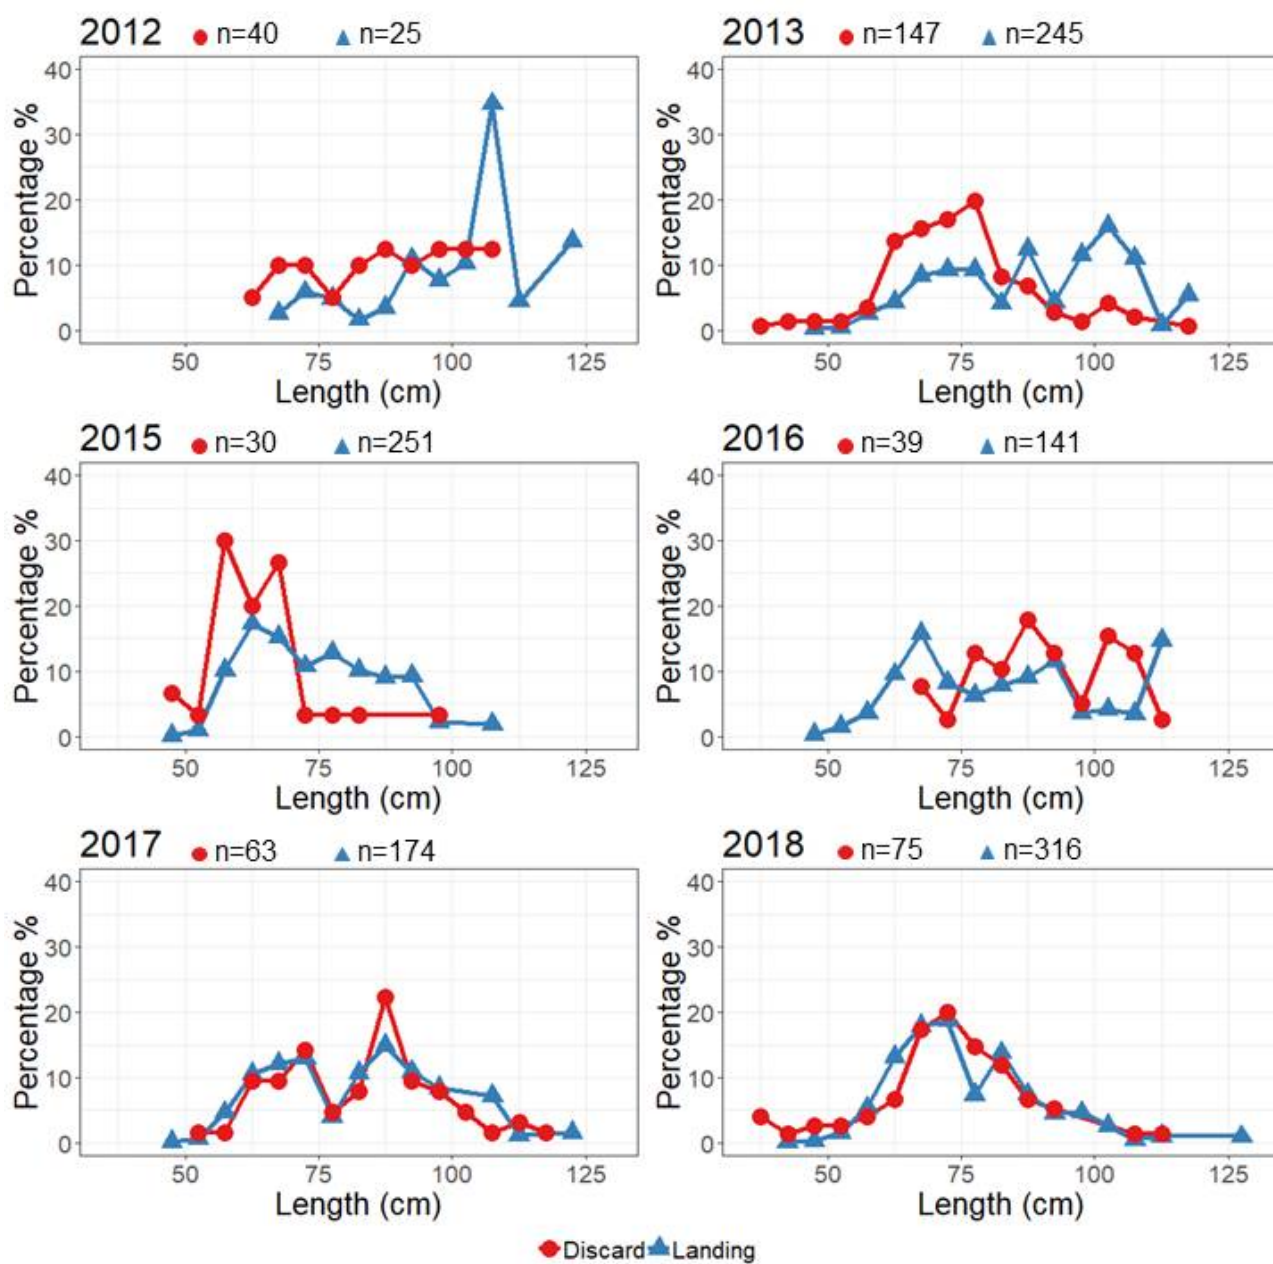 2012 n=40 n=25
2013 n=147 n=245
Percentage %
40
30
20
10
0
50 75 100 125
Length (cm)
Percentage %
40
30
20
10
0
50 75 100 125
Length (cm)
2015 n=30 n=251
2016 n=39 n=141
Percentage %
40
30
20
10
0
50 75 100 125
Length (cm)
Percentage %
40
30
20
10
0
50 75 100 125
Length (cm)
2017 n=63 n=174
2018 n=75 n=316
Percentage %
40
30
20
10
0
50 75 100 125
Length (cm)
Percentage %
40
30
20
10
0
50 75 100 125
Length (cm)
Discard Landing